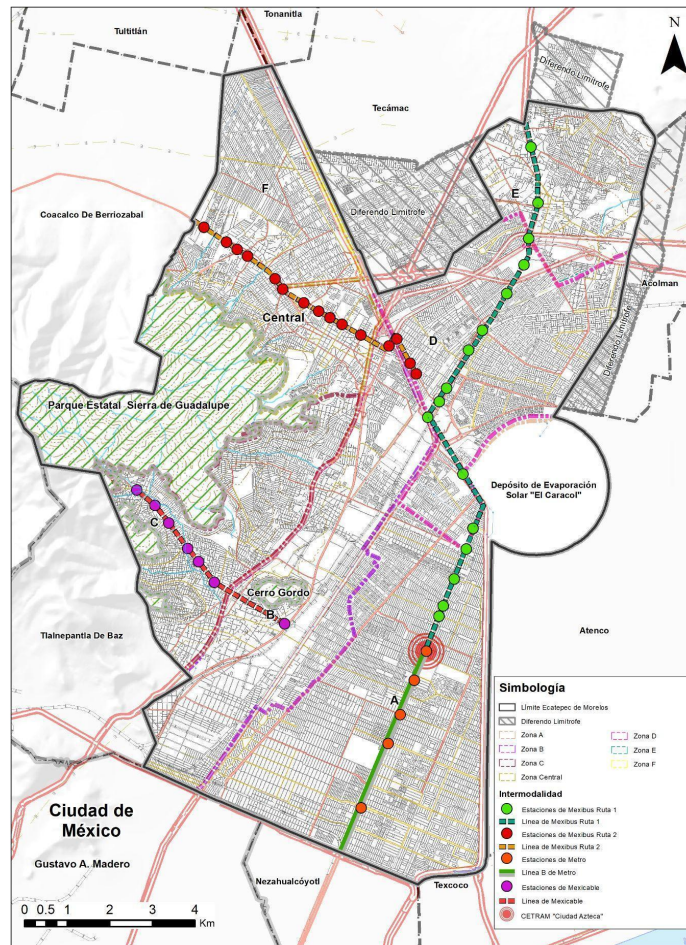 Tonanitla
Tultitlán
N
Diferendo Limítrofe
Tecámac
F
E
Coacalco De Berriozabal
Diferendo Limítrofe
Acolman
Central
D
Diferendo Limítrofe
Parque Estatal Sierra de Guadalupe
Depósito de Evaporación
Solar "El Caracol"
C
Cerro Gordo
B
Tlalnepantla De Baz
Atenco
A
Ciudad de
México
Gustavo A. Madero
Nezahualcóyotl
Texcoco
0 0.5 1 2 3 4
Km
Simbología
Límite Ecatepec de Morelos
Diferendo Limítrofe
Zona A
Zona B
Zona C
Zona Central
Zona D
Zona E
Zona F
Intermodalidad
Estaciones de Mexibus Ruta 1
Linea de Mexibus Ruta 1
Estaciones de Mexibus Ruta 2
Linea de Mexibus Ruta 2
Estaciones de Metro
Línea B de Metro
Estaciones de Mexicable
Linea de Mexicable
CETRAM "Ciudad Azteca"